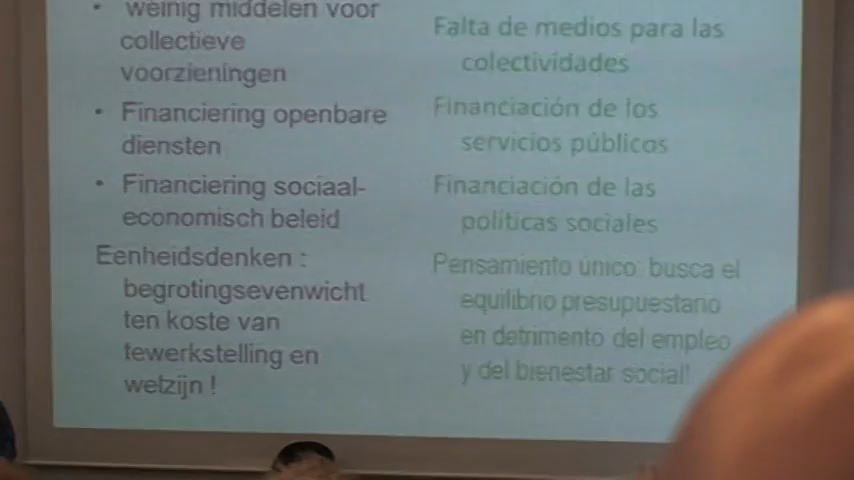 • weinig middelen voor
collectieve
voorzieningen
• Financiering openbare
diensten
• Financiering sociaal-
economisch beleid
Eenheidsdenken :
begrotingsevenwicht
ten koste van
tewerkstelling en
welzijn !
Falta de medios para las
colectividades
Financiación de los
servicios públicos
Financiación de las
políticas sociales
Pensamiento único: busca el
equilibrio presupuestario
en detrimento del empleo
y del bienestar social!